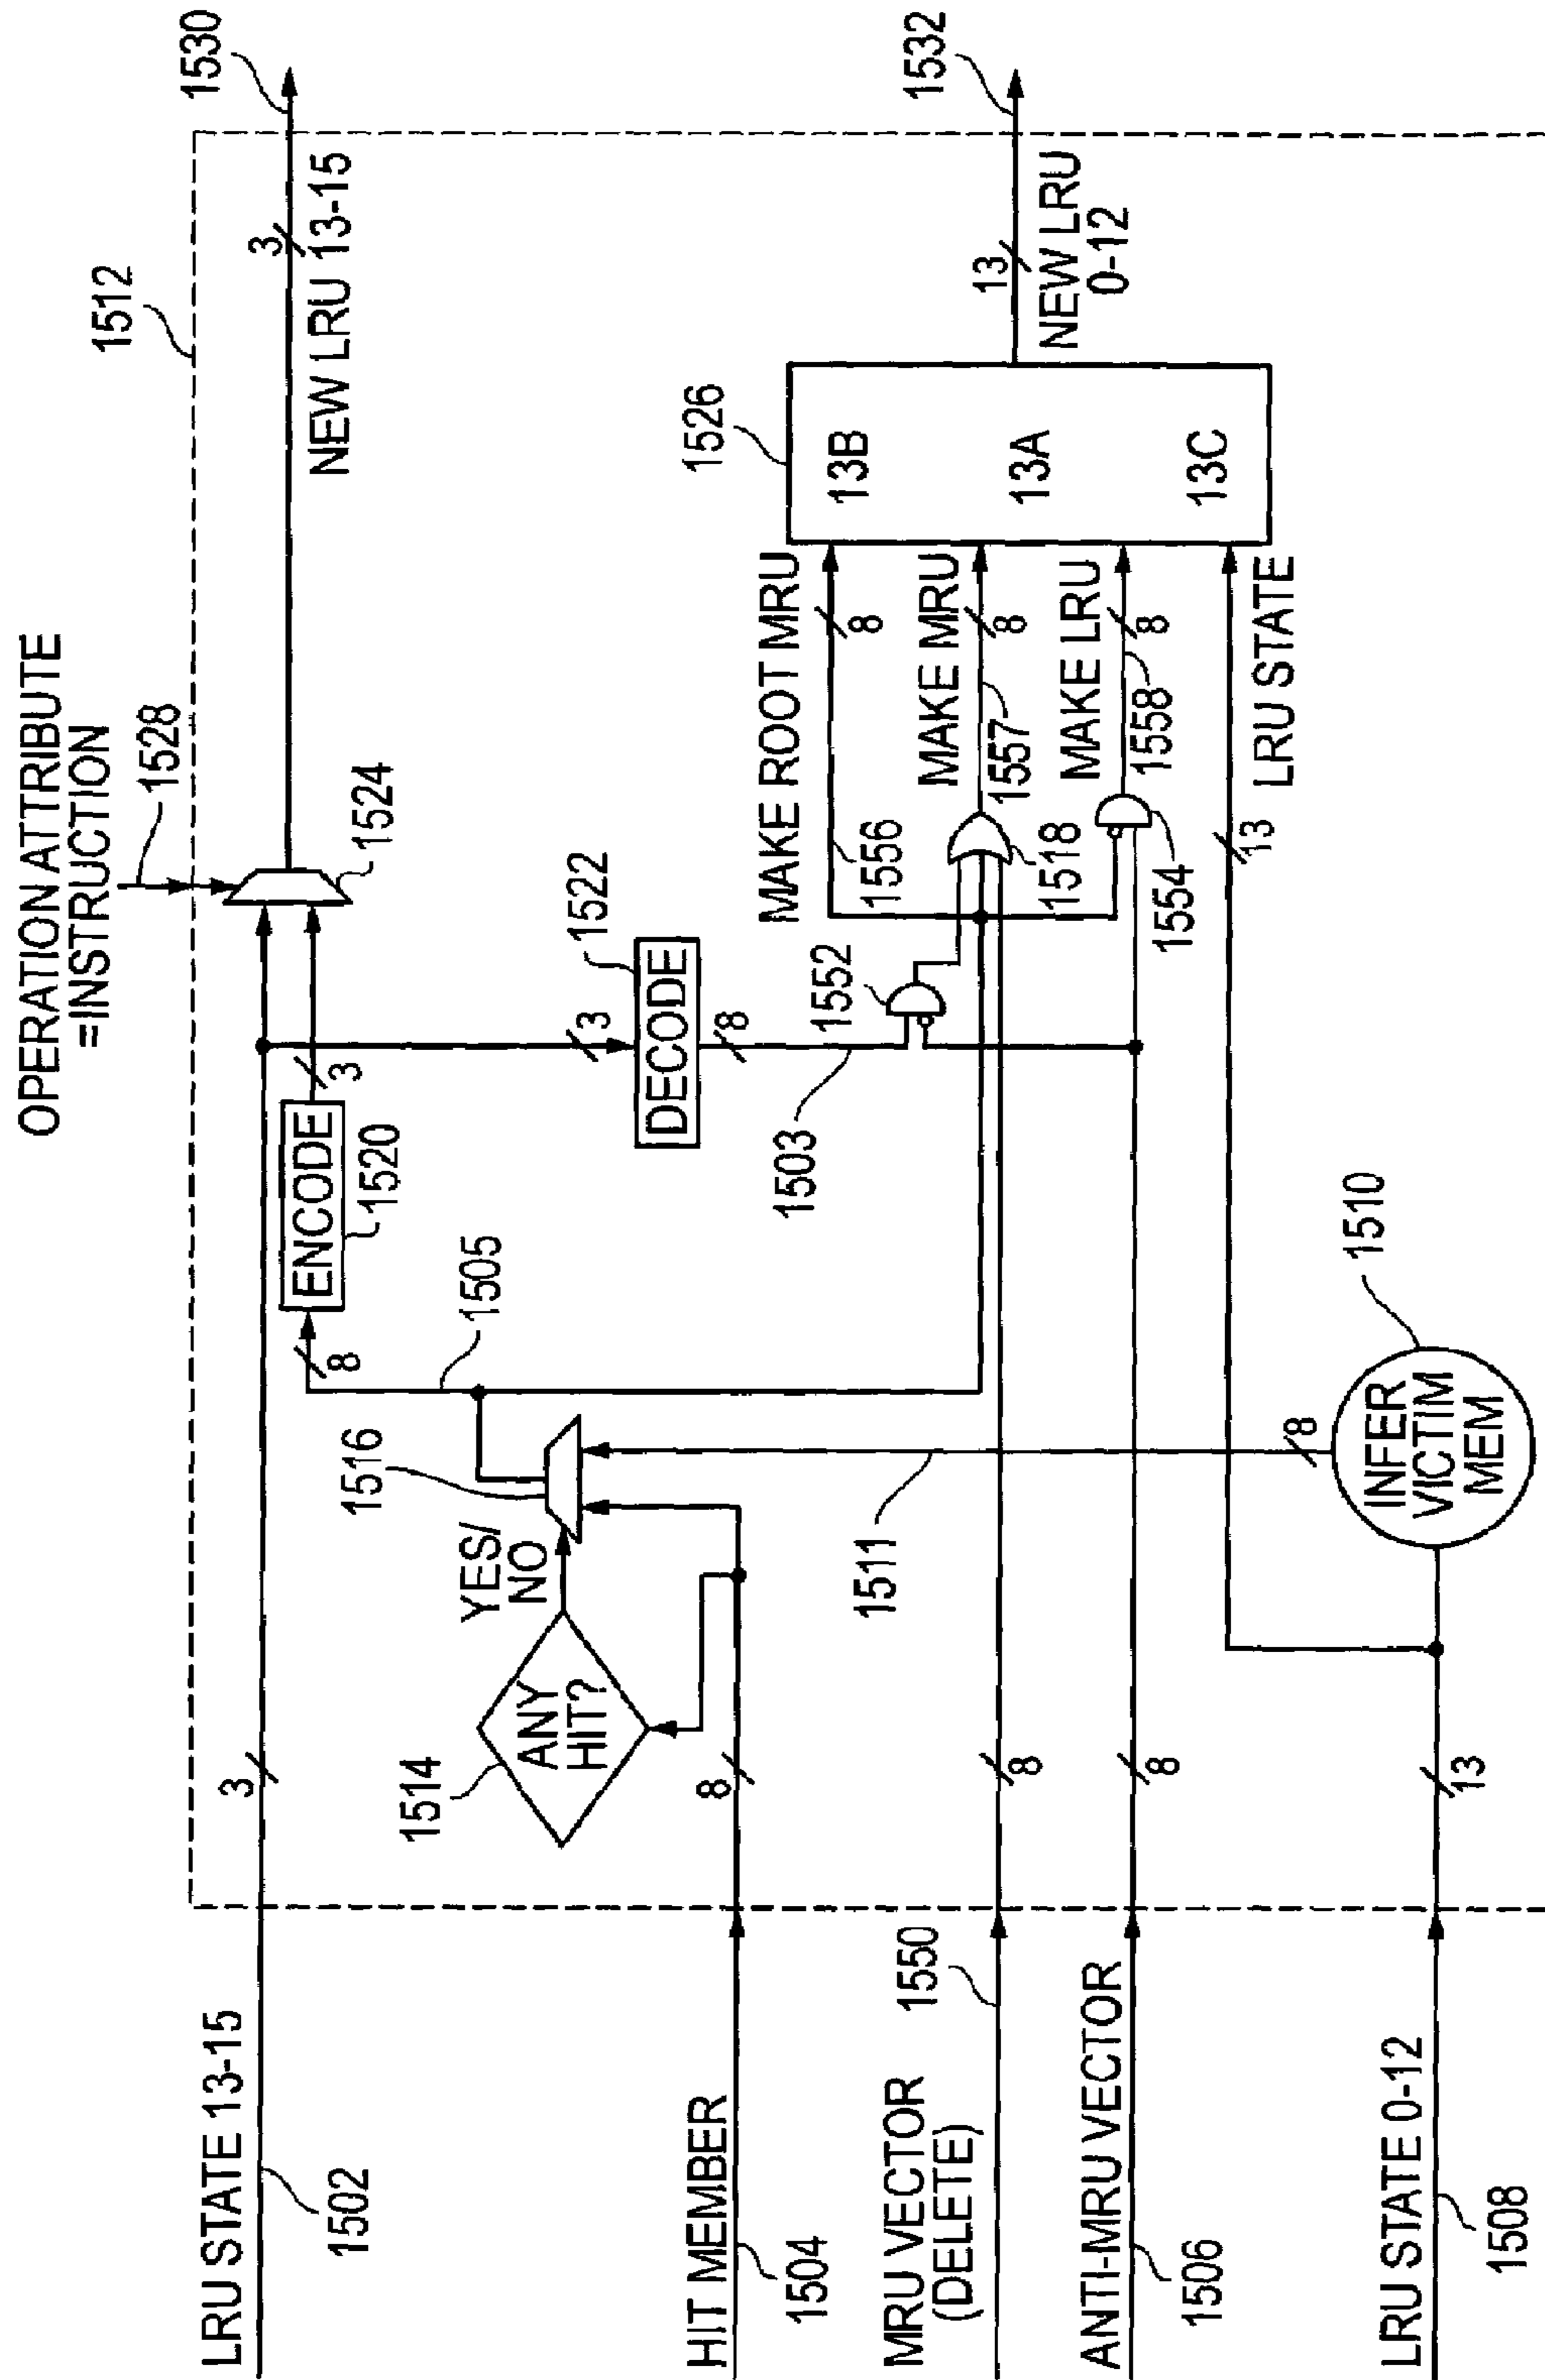 OPERATION ATTRIBUTE
=INSTRUCTION
1528
1512
1530
LRU STATE 13-15
1502
3
ENCODE
1520
3
1524
3
NEW LRU 13-15
8
1505
3
DECODE
1522
8
1503
1514
ANY
HIT?
YES/
NO
1516
HIT MEMBER
1504
8
1552
MAKE ROOT MRU
8
1556
1526
13B
13A
13C
MAKE MRU
8
1557
1518
MAKE LRU
8
1558
1554
LRU STATE
13
13
NEW LRU
0-12
1532
MRU VECTOR
(DELETE)
1550
8
1511
ANTI-MRU VECTOR
1506
8
LRU STATE 0-12
1508
13
INFER
VICTIM
MEM
8
1510